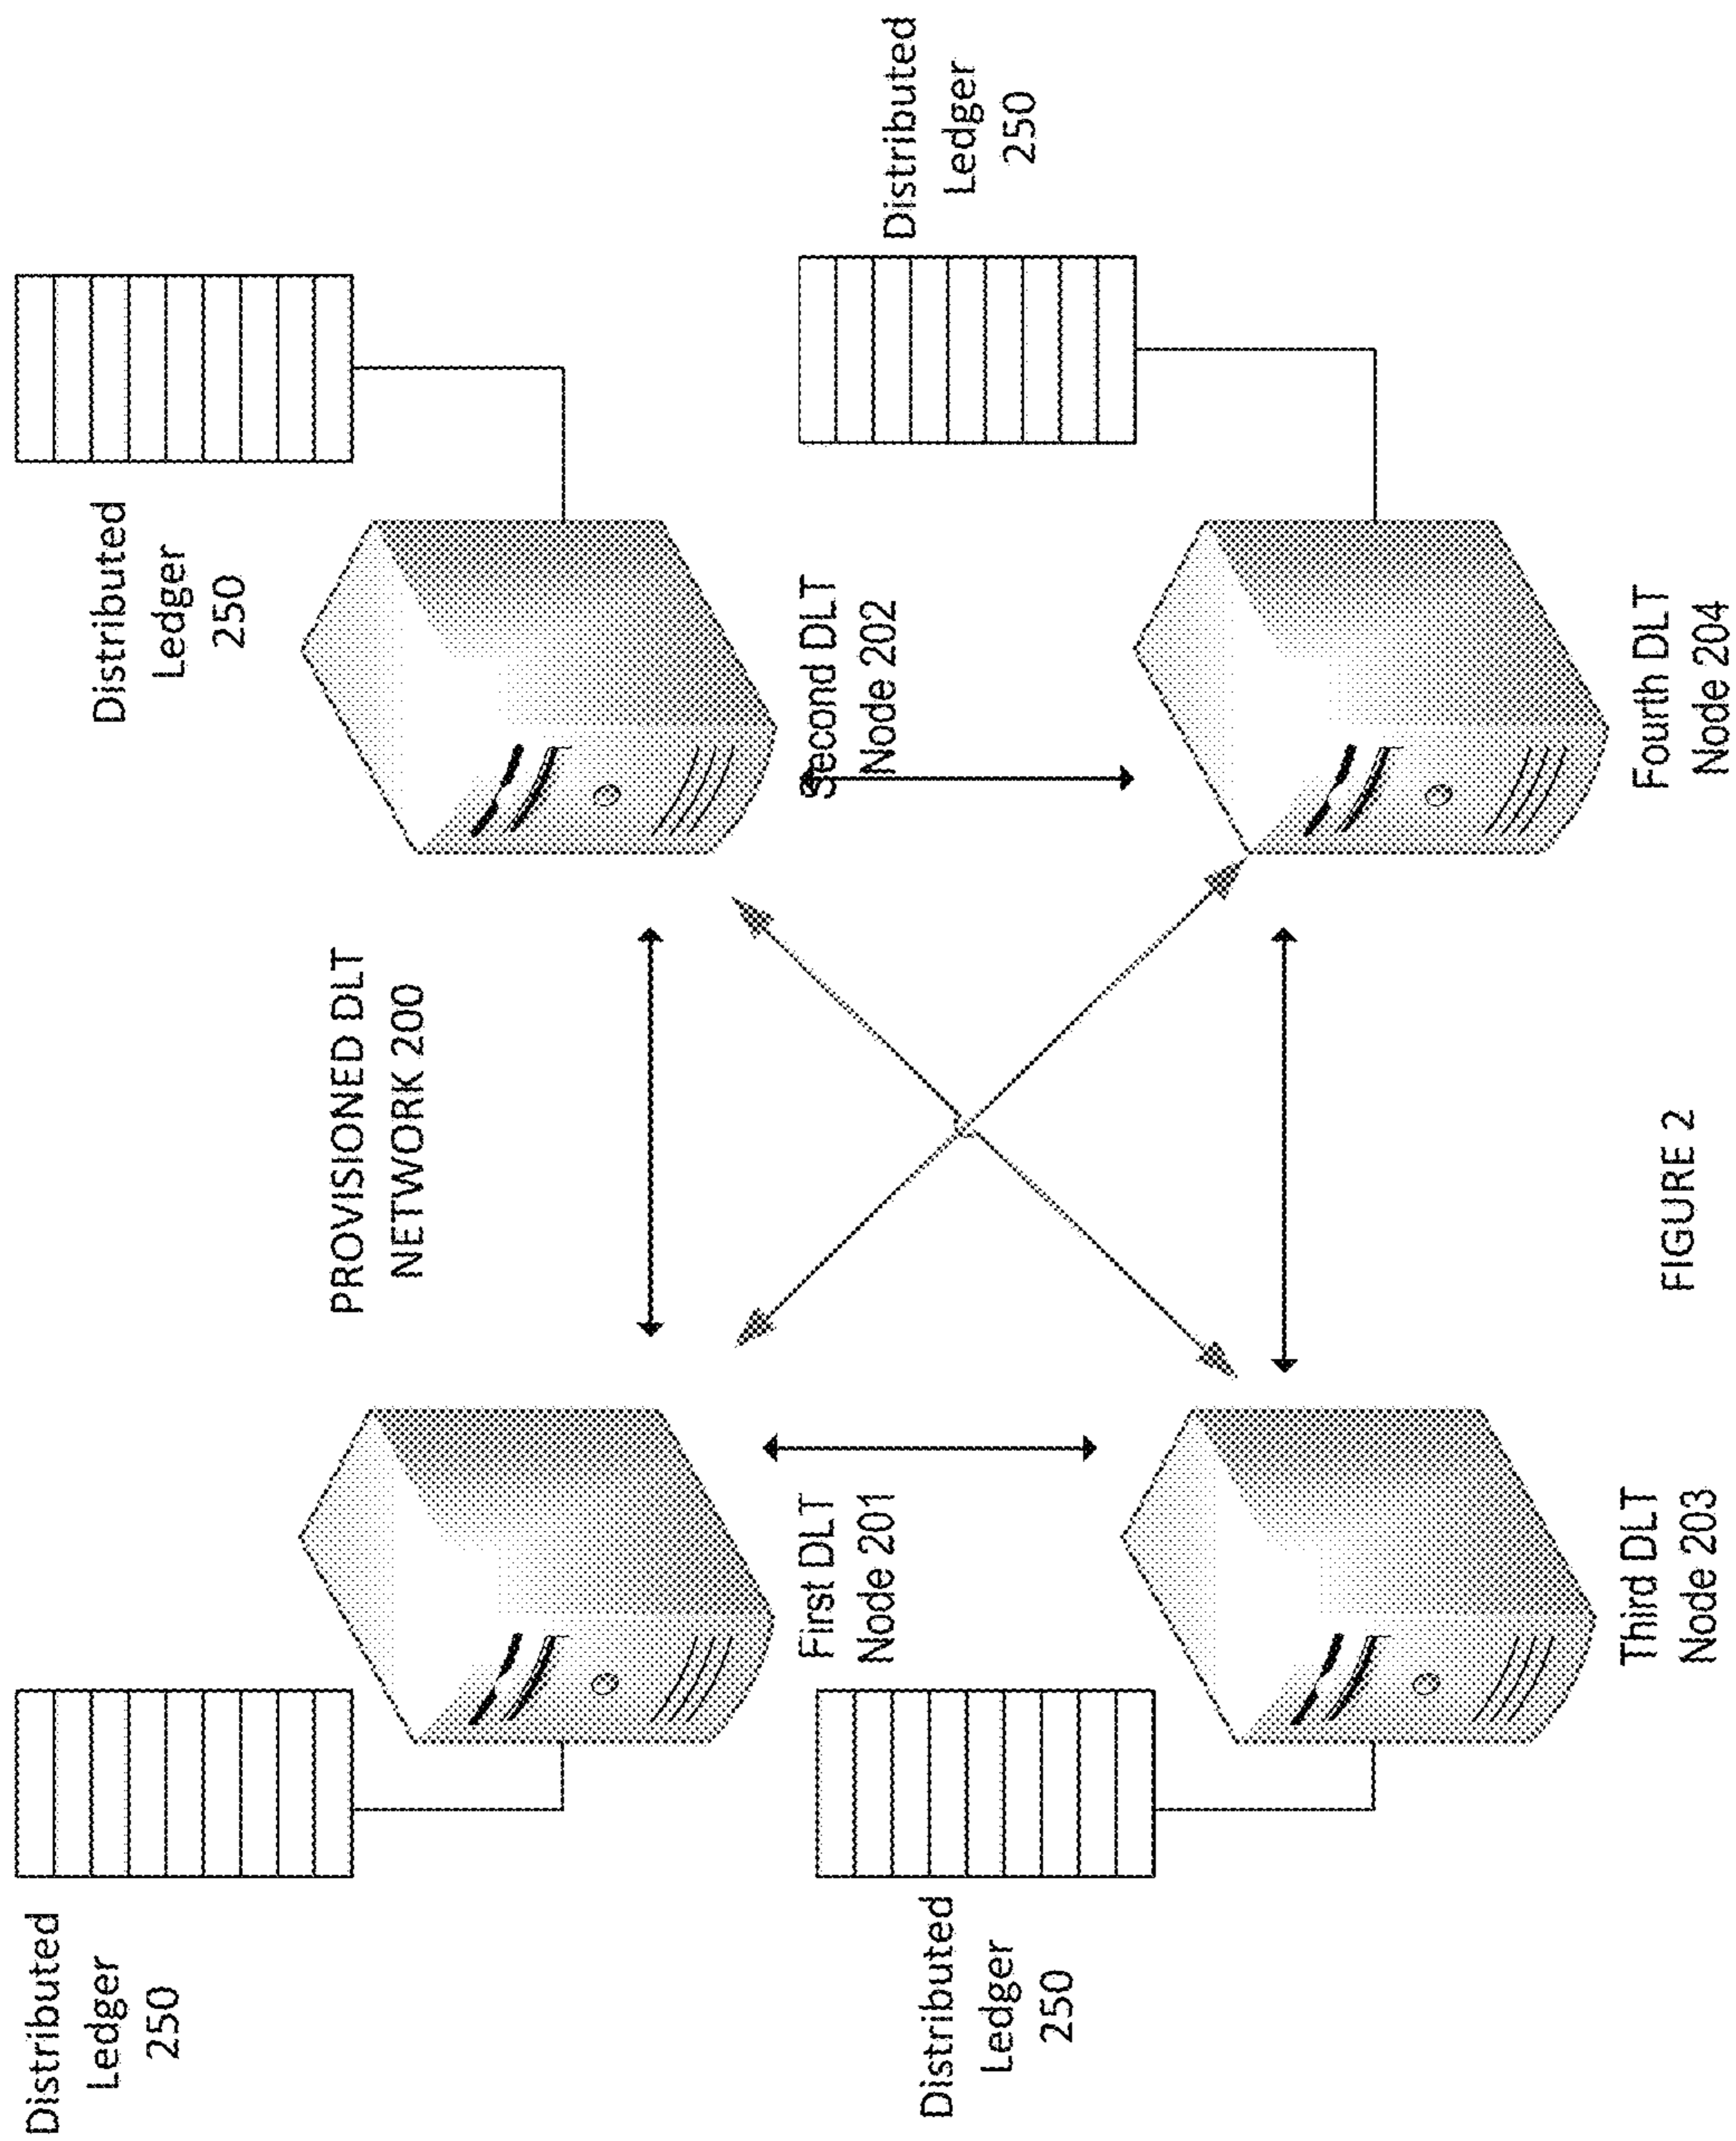 Distributed
Ledger
250
PROVISIONED DLT
NETWORK 200
Distributed
Ledger
250
First DLT
Node 201
Second DLT
Node 202
Distributed
Ledger
250
Distributed
Ledger
250
Third DLT
Node 203
FIGURE 2
Fourth DLT
Node 204